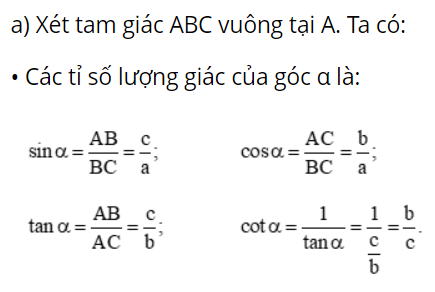 a) Xét tam giác ABC vuông tại A. Ta có:
• Các tỉ số lượng giác của góc α là:
sin α = AB/BC = c/a; cos α = AC/BC = b/a;
tan α = AB/AC = c/b; cot α = 1/tan α = 1/(c/b) = b/c.